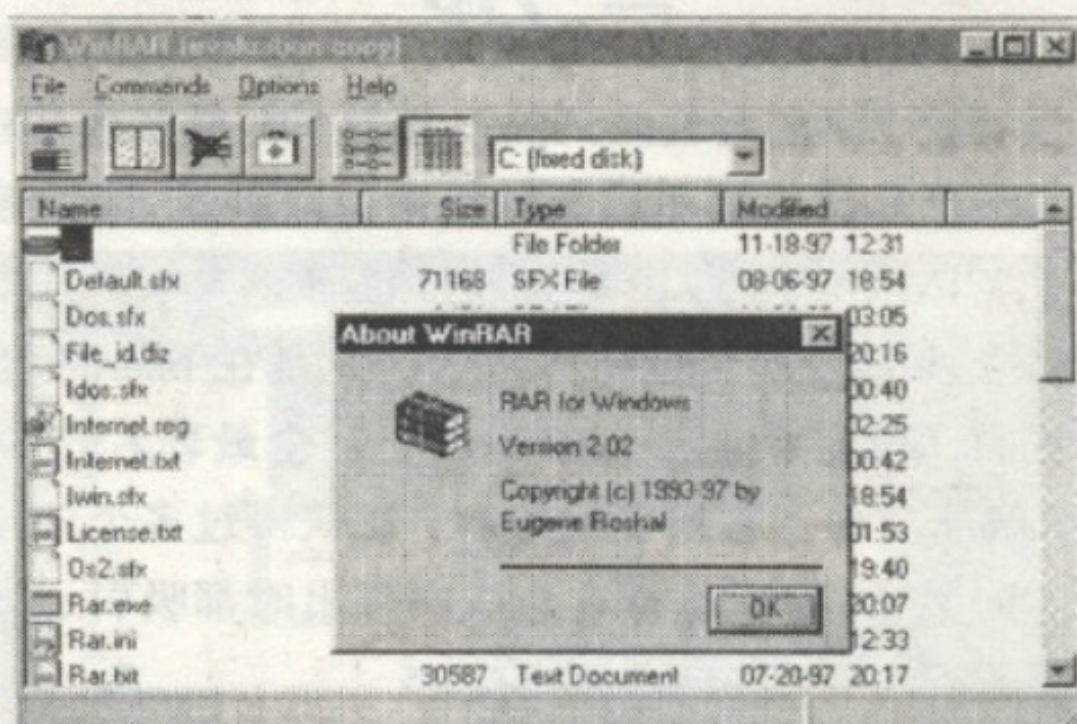 WinRAR (evaluation copy)
File Commands Options Help
C: (fixed disk)
Name Size Type Modified
File Folder 11-18-97 12:31
Default.sfx 71168 SFX File 08-06-97 18:54
Dos.sfx 03:05
File_id.diz 20:16
Idos.sfx 00:40
Internet.reg 02:25
Internet.txt 00:42
Iwin.sfx 18:54
License.txt 01:53
Os2.sfx 19:40
Rar.exe 20:07
Rar.ini 12:33
Rar.txt 30587 Text Document 07-20-97 20:17
About WinRAR
RAR for Windows
Version 2.02
Copyright (c) 1993-97 by
Eugene Roshal
OK